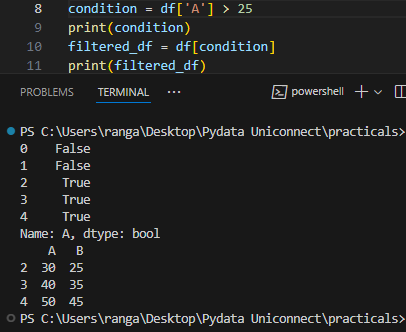 8 condition = df['A'] > 25
9 print(condition)
10 filtered_df = df[condition]
11 print(filtered_df)
PROBLEMS TERMINAL ··· powershell
PS C:\Users\ranga\Desktop\Pydata Uniconnect\practicals>
0    False
1    False
2     True
3     True
4     True
Name: A, dtype: bool
    A   B
2  30  25
3  40  35
4  50  45
PS C:\Users\ranga\Desktop\Pydata Uniconnect\practicals>